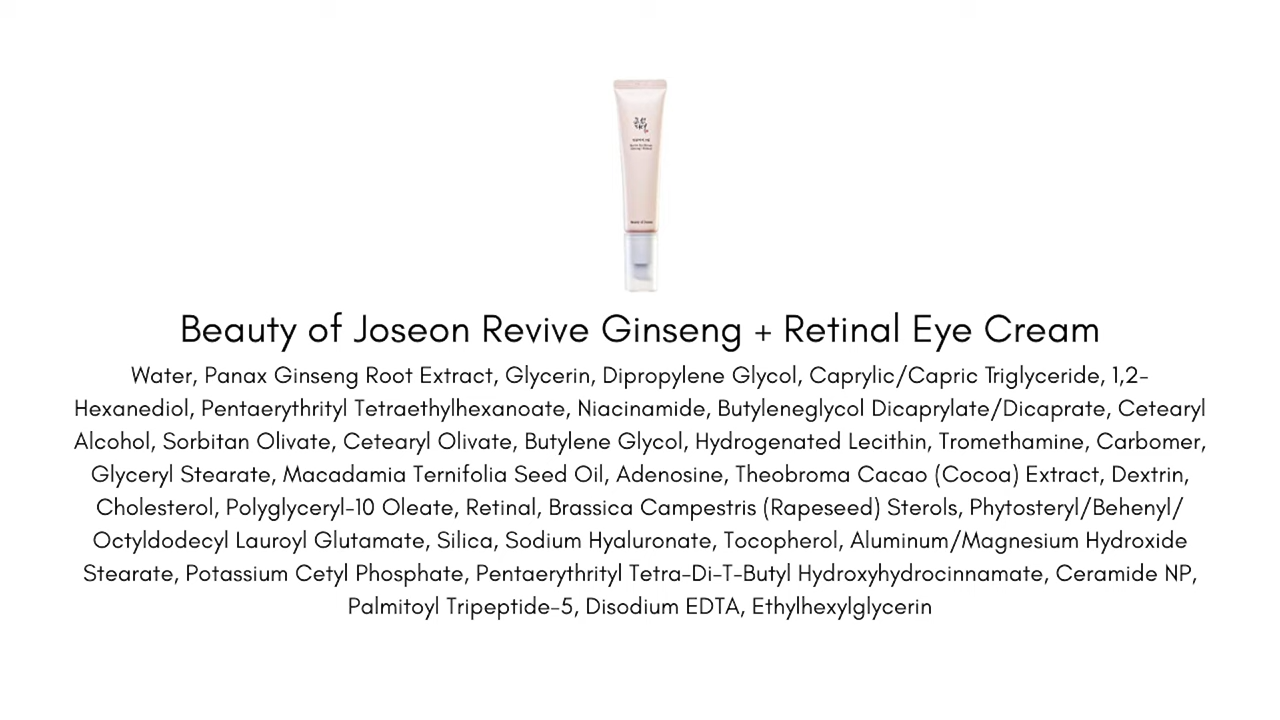 조선
미녀
Beauty of Joseon Revive Ginseng + Retinal Eye Cream
Water, Panax Ginseng Root Extract, Glycerin, Dipropylene Glycol, Caprylic/Capric Triglyceride, 1,2-
Hexanediol, Pentaerythrityl Tetraethylhexanoate, Niacinamide, Butyleneglycol Dicaprylate/Dicaprate, Cetearyl
Alcohol, Sorbitan Olivate, Cetearyl Olivate, Butylene Glycol, Hydrogenated Lecithin, Tromethamine, Carbomer,
Glyceryl Stearate, Macadamia Ternifolia Seed Oil, Adenosine, Theobroma Cacao (Cocoa) Extract, Dextrin,
Cholesterol, Polyglyceryl-10 Oleate, Retinal, Brassica Campestris (Rapeseed) Sterols, Phytosteryl/Behenyl/
Octyldodecyl Lauroyl Glutamate, Silica, Sodium Hyaluronate, Tocopherol, Aluminum/Magnesium Hydroxide
Stearate, Potassium Cetyl Phosphate, Pentaerythrityl Tetra-Di-T-Butyl Hydroxyhydrocinnamate, Ceramide NP,
Palmitoyl Tripeptide-5, Disodium EDTA, Ethylhexylglycerin